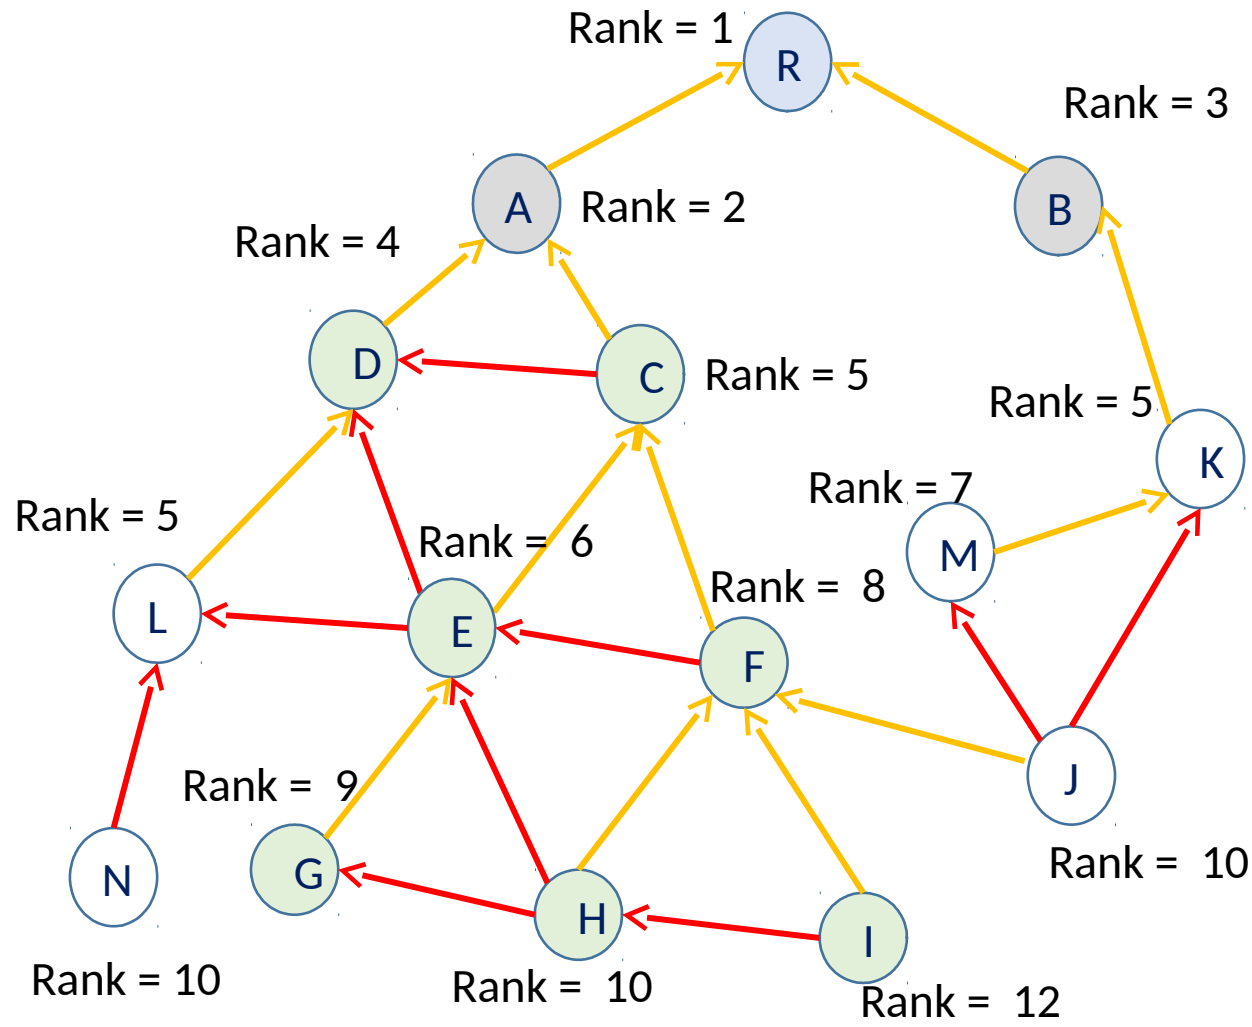 Rank = 1
R
Rank = 3
A
Rank = 2
B
Rank = 4
D
C
Rank = 5
Rank = 5
K
Rank = 7
Rank = 5
Rank =  6
M
Rank =  8
L
E
F
Rank =  9
J
G
N
H
I
Rank =  10
Rank = 10
Rank =  10
Rank =  12